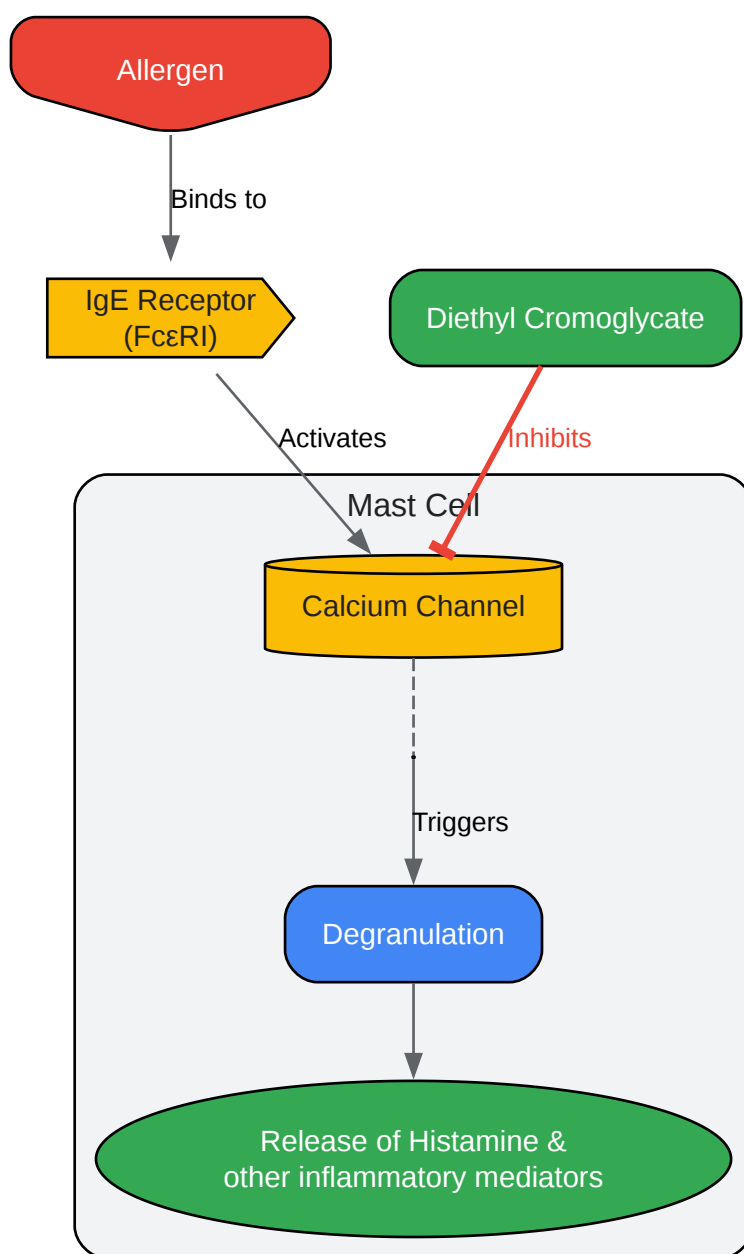 Allergen
Binds to
IgE Receptor
(FcεRI)
Diethyl Cromoglycate
Activates
Inhibits
Mast Cell
Calcium Channel
Triggers
Degranulation
Release of Histamine &
other inflammatory mediators